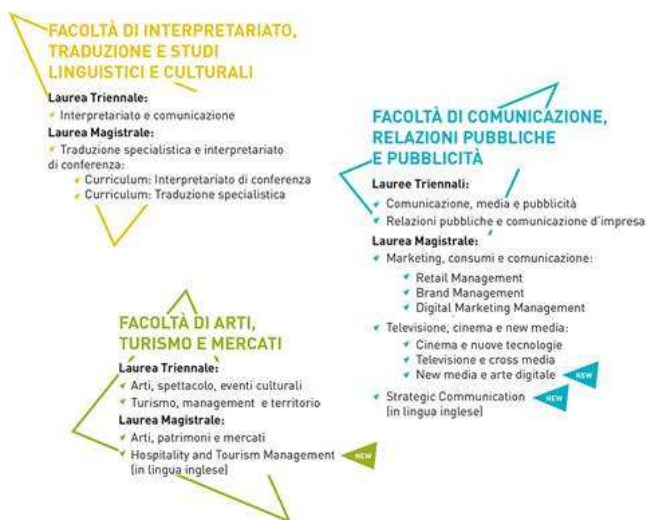 FACOLTÀ DI INTERPRETARIATO,
TRADUZIONE E STUDI
LINGUISTICI E CULTURALI
Laurea Triennale:
Interpretariato e comunicazione
Laurea Magistrale:
Traduzione specialistica e interpretariato
di conferenza:
Curriculum: Interpretariato di conferenza
Curriculum: Traduzione specialistica
FACOLTÀ DI COMUNICAZIONE,
RELAZIONI PUBBLICHE
E PUBBLICITÀ
Lauree Triennali:
Comunicazione, media e pubblicità
Relazioni pubbliche e comunicazione d'impresa
Laurea Magistrale:
Marketing, consumi e comunicazione:
Retail Management
Brand Management
Digital Marketing Management
Televisione, cinema e new media:
Cinema e nuove tecnologie
Televisione e cross media
New media e arte digitale NEW
Strategic Communication NEW
(in lingua inglese)
FACOLTÀ DI ARTI,
TURISMO E MERCATI
Laurea Triennale:
Arti, spettacolo, eventi culturali
Turismo, management e territorio
Laurea Magistrale:
Arti, patrimoni e mercati
Hospitality and Tourism Management NEW
(in lingua inglese)